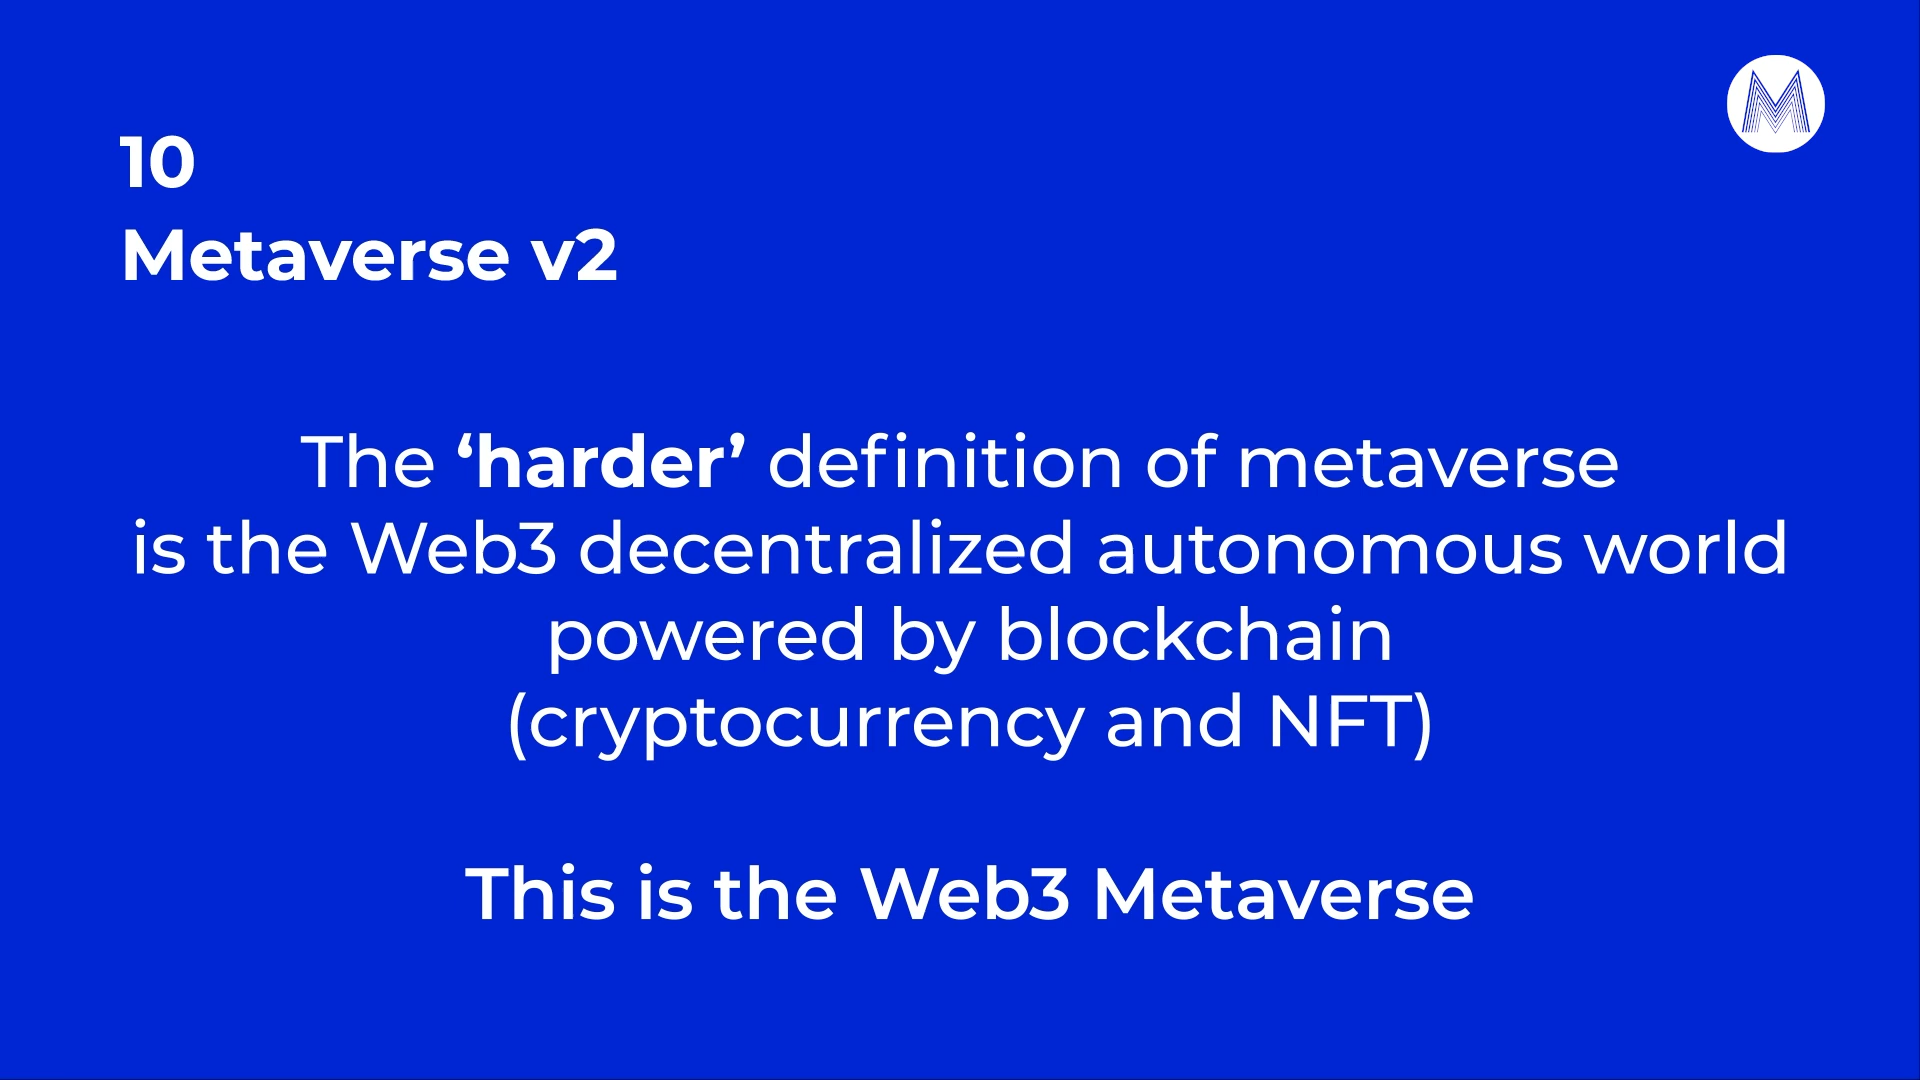 M
10
Metaverse v2
The ‘harder’ definition of metaverse
is the Web3 decentralized autonomous world
powered by blockchain
(cryptocurrency and NFT)
This is the Web3 Metaverse